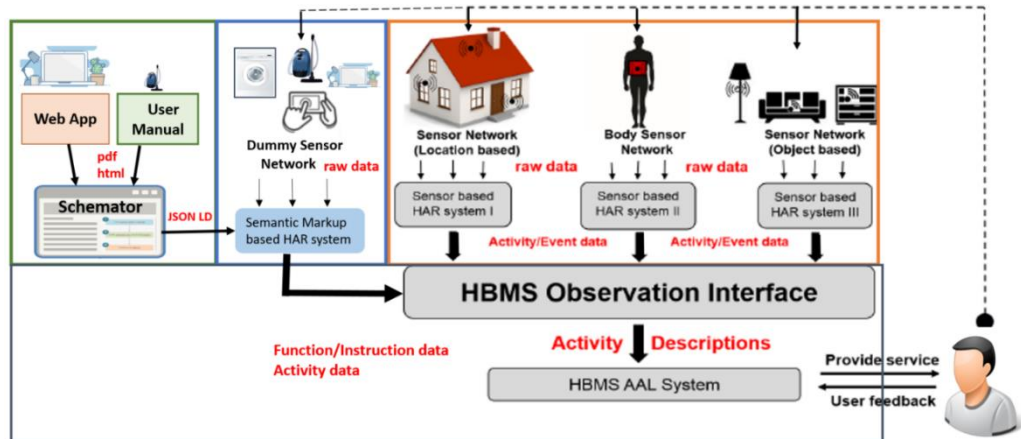 Web App
User
Manual
pdf
html
Schemator
JSON LD
Dummy Sensor
Network
raw data
Semantic Markup
based HAR system
Sensor Network
(Location based)
raw data
Body Sensor
Network
raw data
Sensor Network
(Object based)
Sensor based
HAR system I
Sensor based
HAR system II
Sensor based
HAR system III
Activity/Event data
Activity/Event data
HBMS Observation Interface
Function/Instruction data
Activity data
Activity Descriptions
HBMS AAL System
Provide service
User feedback